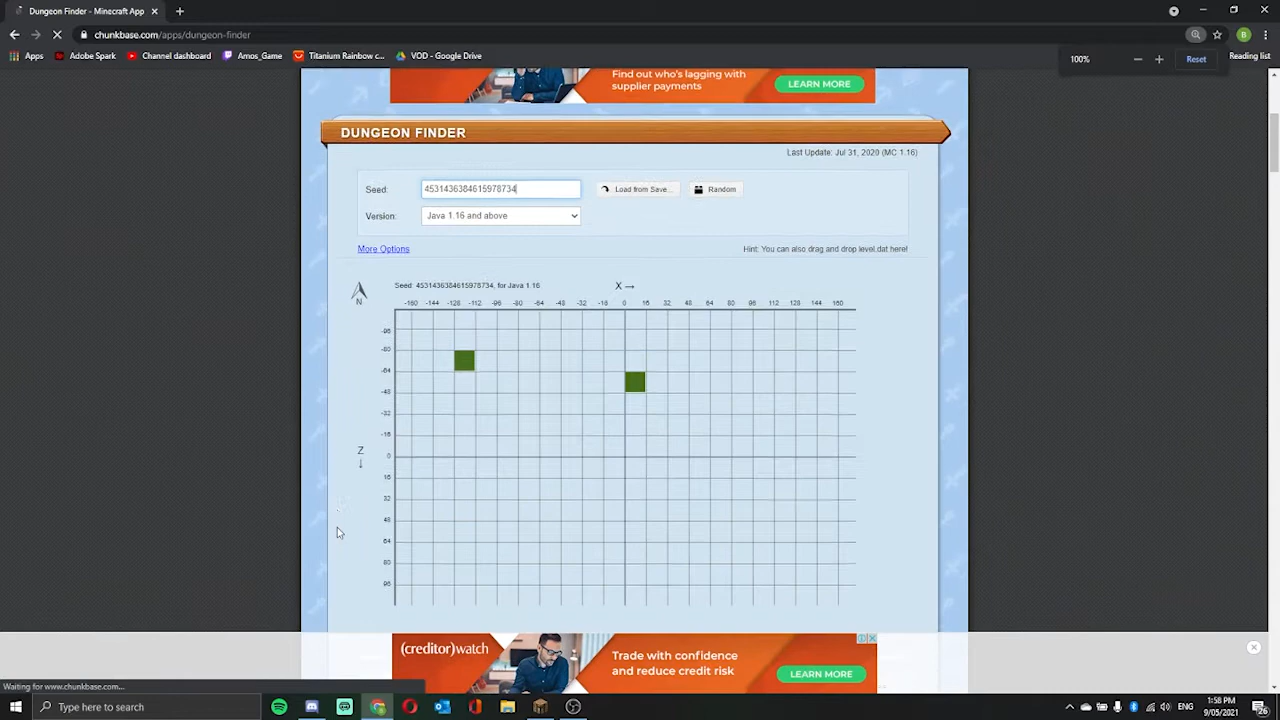 Dungeon Finder - Minecraft App
chunkbase.com/apps/dungeon-finder
B
Apps
Adobe Spark
Channel dashboard
Amos_Game
Titanium Rainbow c...
VOD - Google Drive
100%
Reset
Reading list
Find out who's lagging with
supplier payments
LEARN MORE
DUNGEON FINDER
Last Update: Jul 31, 2020 (MC 1.16)
Seed:
4531436384615978734
Load from Save...
Random
Version:
Java 1.16 and above
More Options
Hint: You can also drag and drop level.dat here!
N
Seed: 4531436384615978734, for Java 1.16
X →
-160 -144 -128 -112 -96 -80 -64 -48 -32 -16 0 16 32 48 64 80 96 112 128 144 160
-96
-80
-64
-48
-32
-16
Z
↓
0
16
32
48
64
80
96
(creditor)watch
Trade with confidence
and reduce credit risk
LEARN MORE
Waiting for www.chunkbase.com...
Type here to search
ENG
1:58 PM
9/05/2021